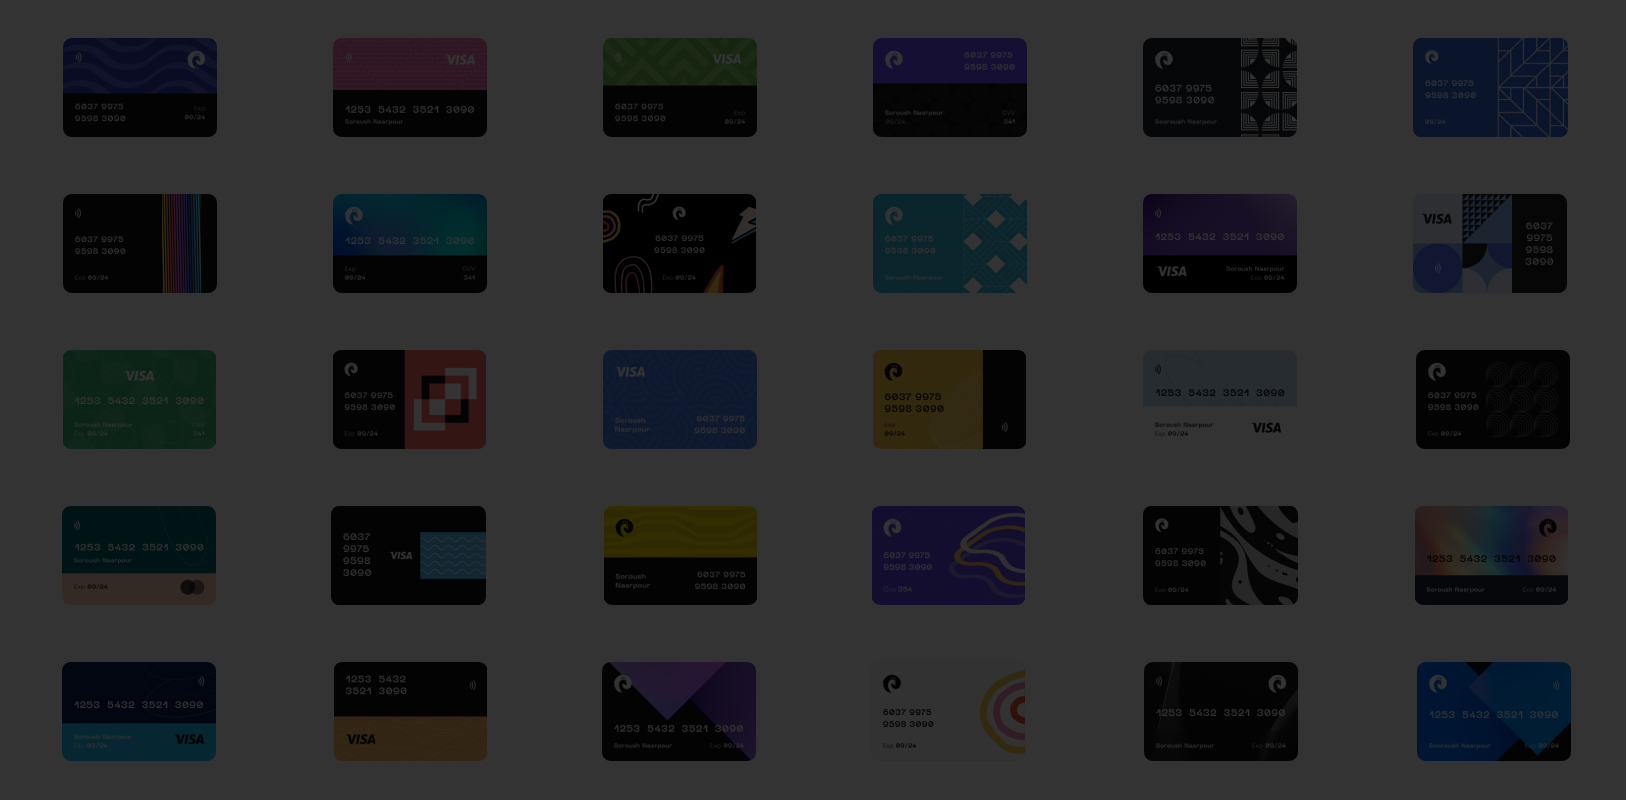 6037 9975
9598 3090
Exp
09/24
VISA
1253 5432 3521 3090
Soroush Nasrpour
VISA
6037 9975
9598 3090
Exp
09/24
6037 9975
9598 3090
Soroush Nasrpour
09/24
CVV
341
6037 9975
9598 3090
Soroush Nasrpour
6037 9975
9598 3090
09/24
6037 9975
9598 3090
Exp 09/24
1253 5432 3521 3090
Exp
09/24
CVV
341
6037 9975
9598 3090
Exp 09/24
6037 9975
9598 3090
Soroush Nasrpour
1253 5432 3521 3090
VISA
Soroush Nasrpour
Exp 09/24
VISA
6037
9975
9598
3090
VISA
1253 5432 3521 3090
Soroush Nasrpour
Exp 09/24
CVV
341
6037 9975
9598 3090
Exp 09/24
VISA
Soroush
Nasrpour
6037 9975
9598 3090
6037 9975
9598 3090
Exp
09/24
1253 5432 3521 3090
Soroush Nasrpour
Exp 09/24
VISA
6037 9975
9598 3090
Exp 09/24
1253 5432 3521 3090
Soroush Nasrpour
Exp 09/24
6037
9975
9598
3090
VISA
Soroush
Nasrpour
6037 9975
9598 3090
6037 9975
9598 3090
354
6037 9975
9598 3090
Exp 09/24
1253 5432 3521 3090
Soroush Nasrpour
Exp 09/24
1253 5432 3521 3090
Soroush Nasrpour
Exp 09/24
VISA
1253 5432
3521 3090
VISA
1253 5432 3521 3090
Soroush Nasrpour
Exp 09/24
6037 9975
9598 3090
Exp 09/24
1253 5432 3521 3090
Soroush Nasrpour
Exp 09/24
1253 5432 3521 3090
Soroush Nasrpour
Exp 09/24